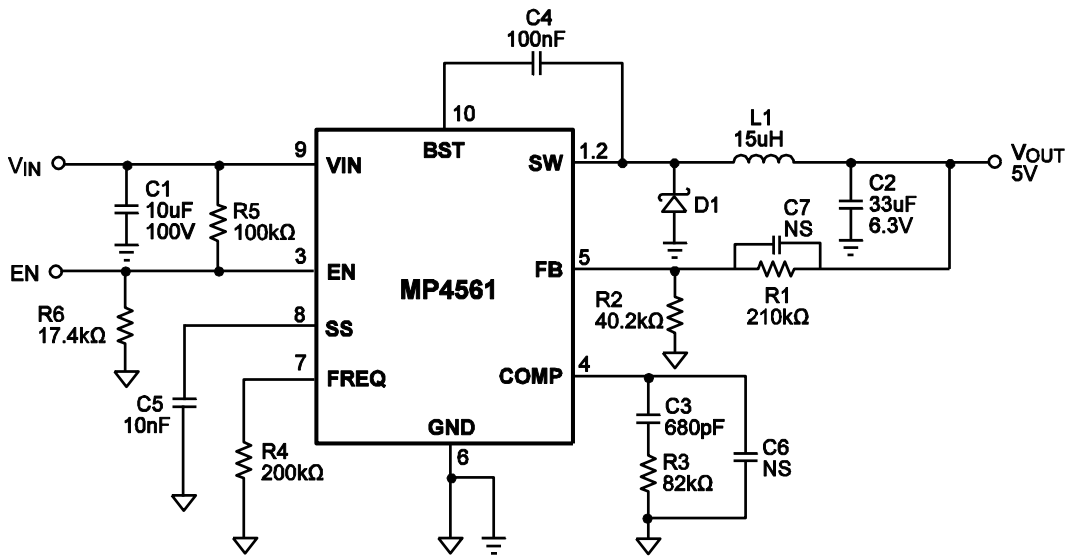 C4
100nF
10
BST
L1
15uH
VIN
9
VIN
SW
1.2
VOUT
5V
C1
10uF
100V
R5
100kΩ
D1
C2
33uF
6.3V
C7
NS
EN
3
EN
MP4561
FB
5
R1
210kΩ
R2
40.2kΩ
R6
17.4kΩ
8
SS
7
FREQ
COMP
4
C5
10nF
R4
200kΩ
GND
6
C3
680pF
R3
82kΩ
C6
NS